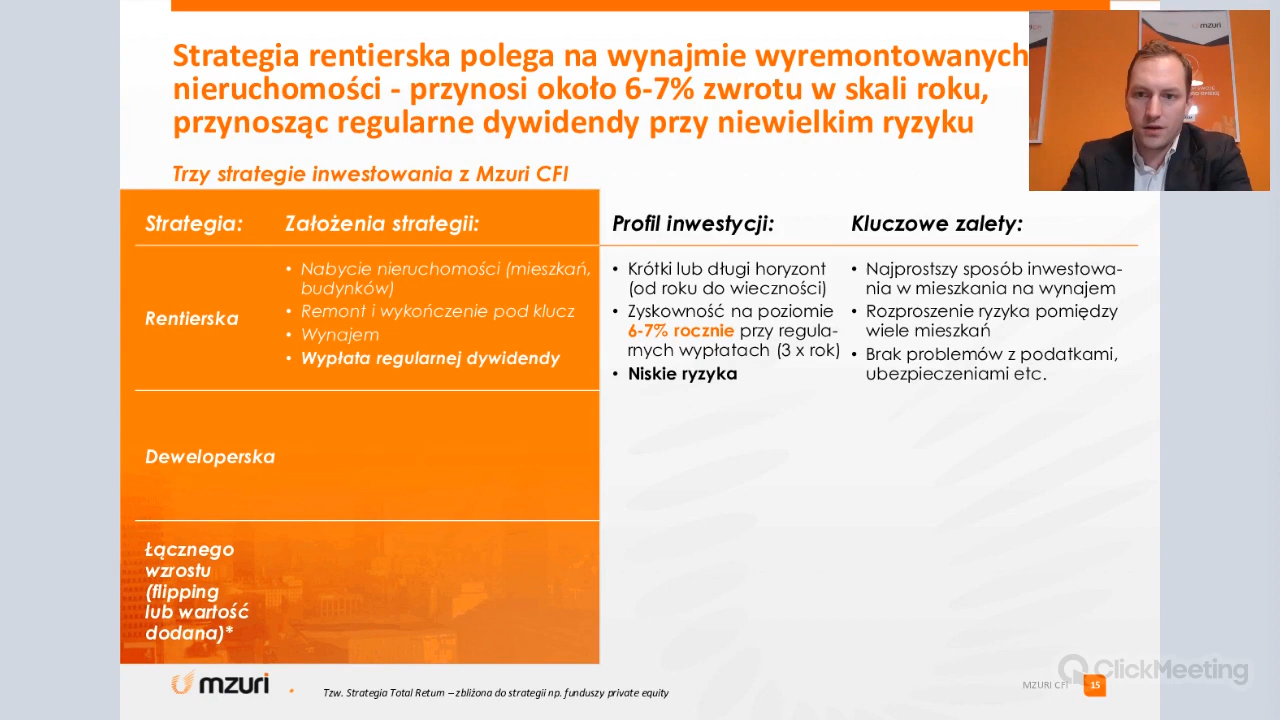 Strategia rentierska polega na wynajmie wyremontowanych
nieruchomości - przynosi około 6-7% zwrotu w skali roku,
przynosząc regularne dywidendy przy niewielkim ryzyku
Trzy strategie inwestowania z Mzuri CFI
Strategia:
Założenia strategii:
Profil inwestycji:
Kluczowe zalety:
Rentierska
• Nabycie nieruchomości (mieszkań,
budynków)
• Remont i wykończenie pod klucz
• Wynajem
• Wypłata regularnej dywidendy
• Krótki lub długi horyzont
(od roku do wieczności)
• Zyskowność na poziomie
6-7% rocznie przy regula-
rnych wypłatach (3 x rok)
• Niskie ryzyka
• Najprostszy sposób inwestowa-
nia w mieszkania na wynajem
• Rozproszenie ryzyka pomiędzy
wiele mieszkań
• Brak problemów z podatkami,
ubezpieczeniami etc.
Deweloperska
Łącznego
wzrostu
(flipping
lub wartość
dodana)*
mzuri
Tzw. Strategia Total Return – zbliżona do strategii np. funduszy private equity
MZURI CFI
15
ClickMeeting
mzuri